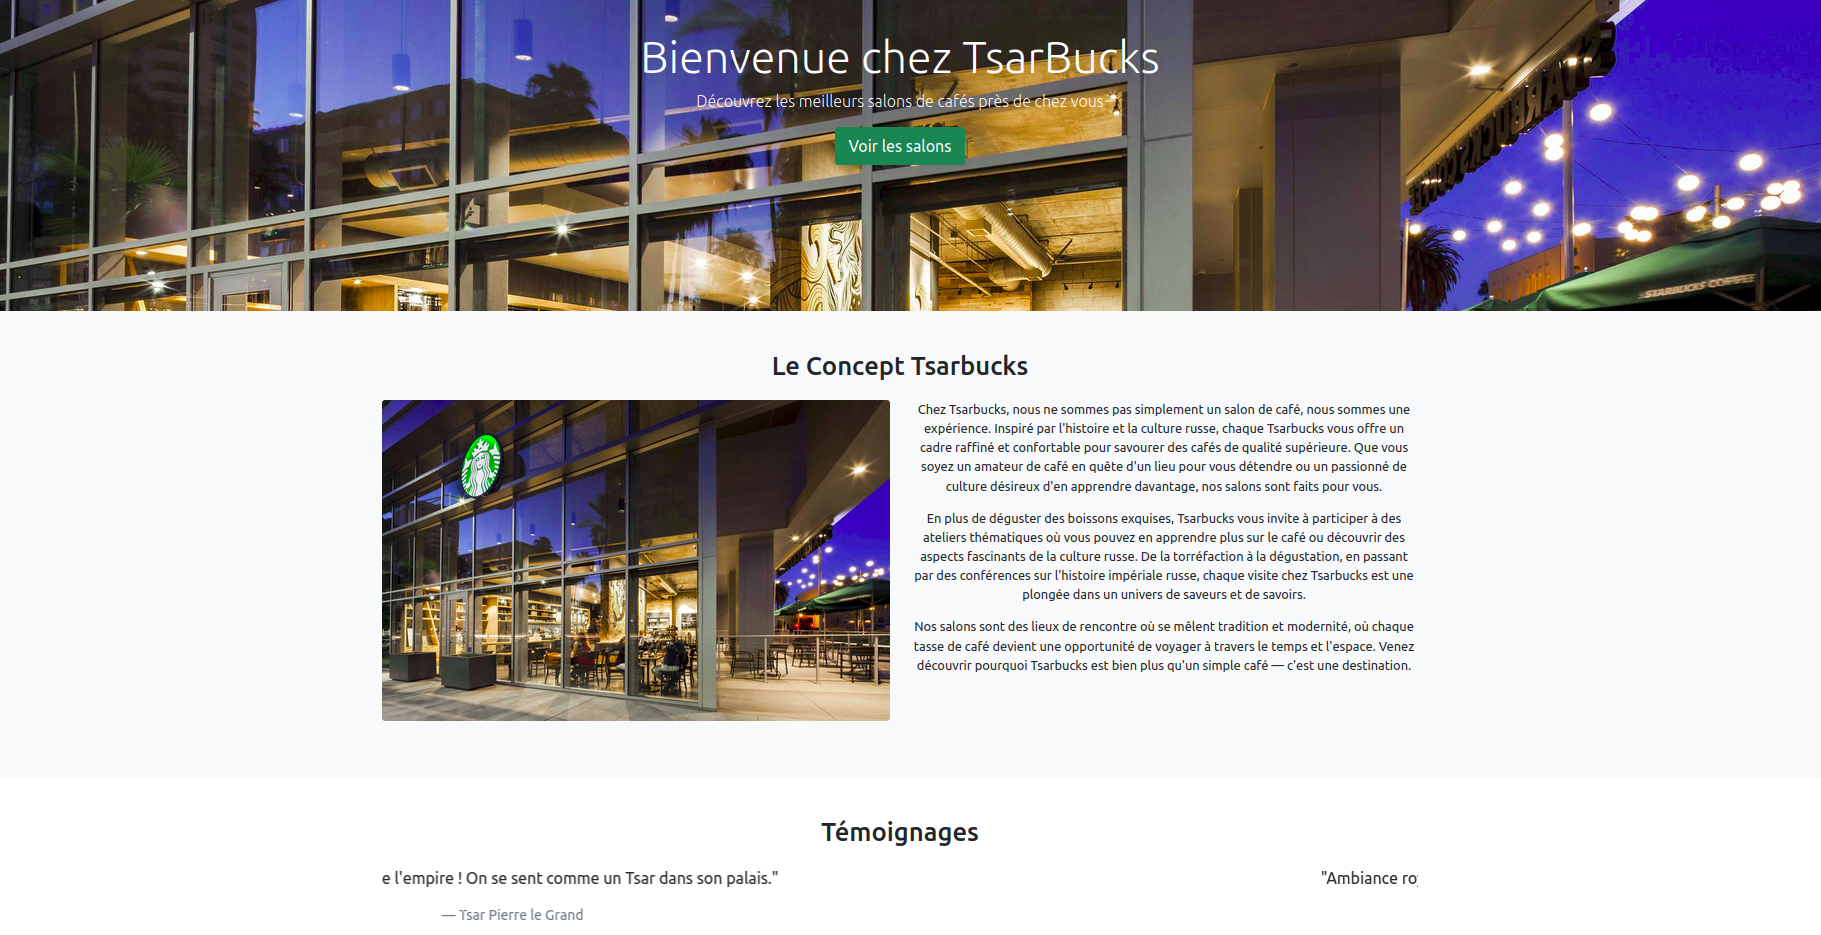 Bienvenue chez TsarBucks
Découvrez les meilleurs salons de cafés près de chez vous
Voir les salons
STARBUCKS COFFEE
Le Concept Tsarbucks
Chez Tsarbucks, nous ne sommes pas simplement un salon de café, nous sommes une
expérience. Inspiré par l'histoire et la culture russe, chaque Tsarbucks vous offre un
cadre raffiné et confortable pour savourer des cafés de qualité supérieure. Que vous
soyez un amateur de café en quête d'un lieu pour vous détendre ou un passionné de
culture désireux d'en apprendre davantage, nos salons sont faits pour vous.
En plus de déguster des boissons exquises, Tsarbucks vous invite à participer à des
ateliers thématiques où vous pouvez en apprendre plus sur le café ou découvrir des
aspects fascinants de la culture russe. De la torréfaction à la dégustation, en passant
par des conférences sur l'histoire impériale russe, chaque visite chez Tsarbucks est une
plongée dans un univers de saveurs et de savoirs.
Nos salons sont des lieux de rencontre où se mêlent tradition et modernité, où chaque
tasse de café devient une opportunité de voyager à travers le temps et l'espace. Venez
découvrir pourquoi Tsarbucks est bien plus qu'un simple café — c'est une destination.
Témoignages
e l'empire ! On se sent comme un Tsar dans son palais."
— Tsar Pierre le Grand
"Ambiance ro